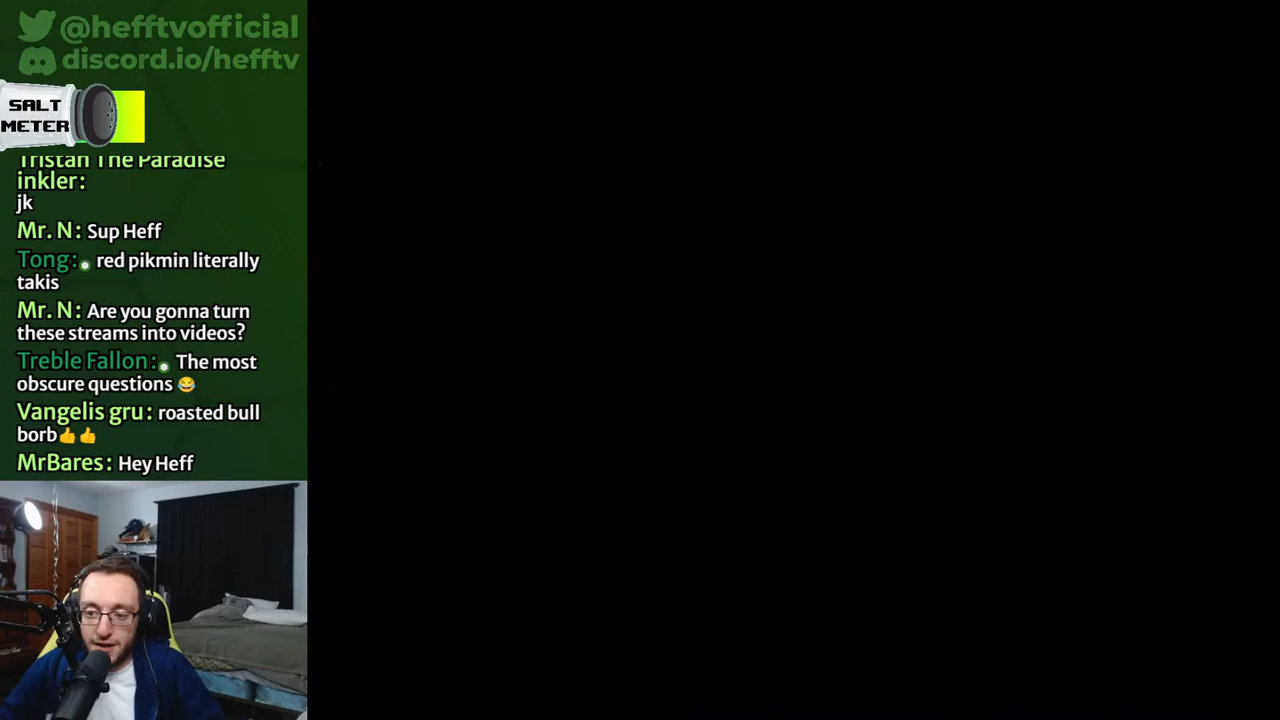 @hefftvofficial
discord.io/hefftv
SALT
METER
Tristan The Paradise
inkler:
jk
Mr. N: Sup Heff
Tong: red pikmin literally
takis
Mr. N: Are you gonna turn
these streams into videos?
Treble Fallon: The most
obscure questions 😂
Vangelis gru: roasted bull
borb👍👍
MrBares: Hey Heff